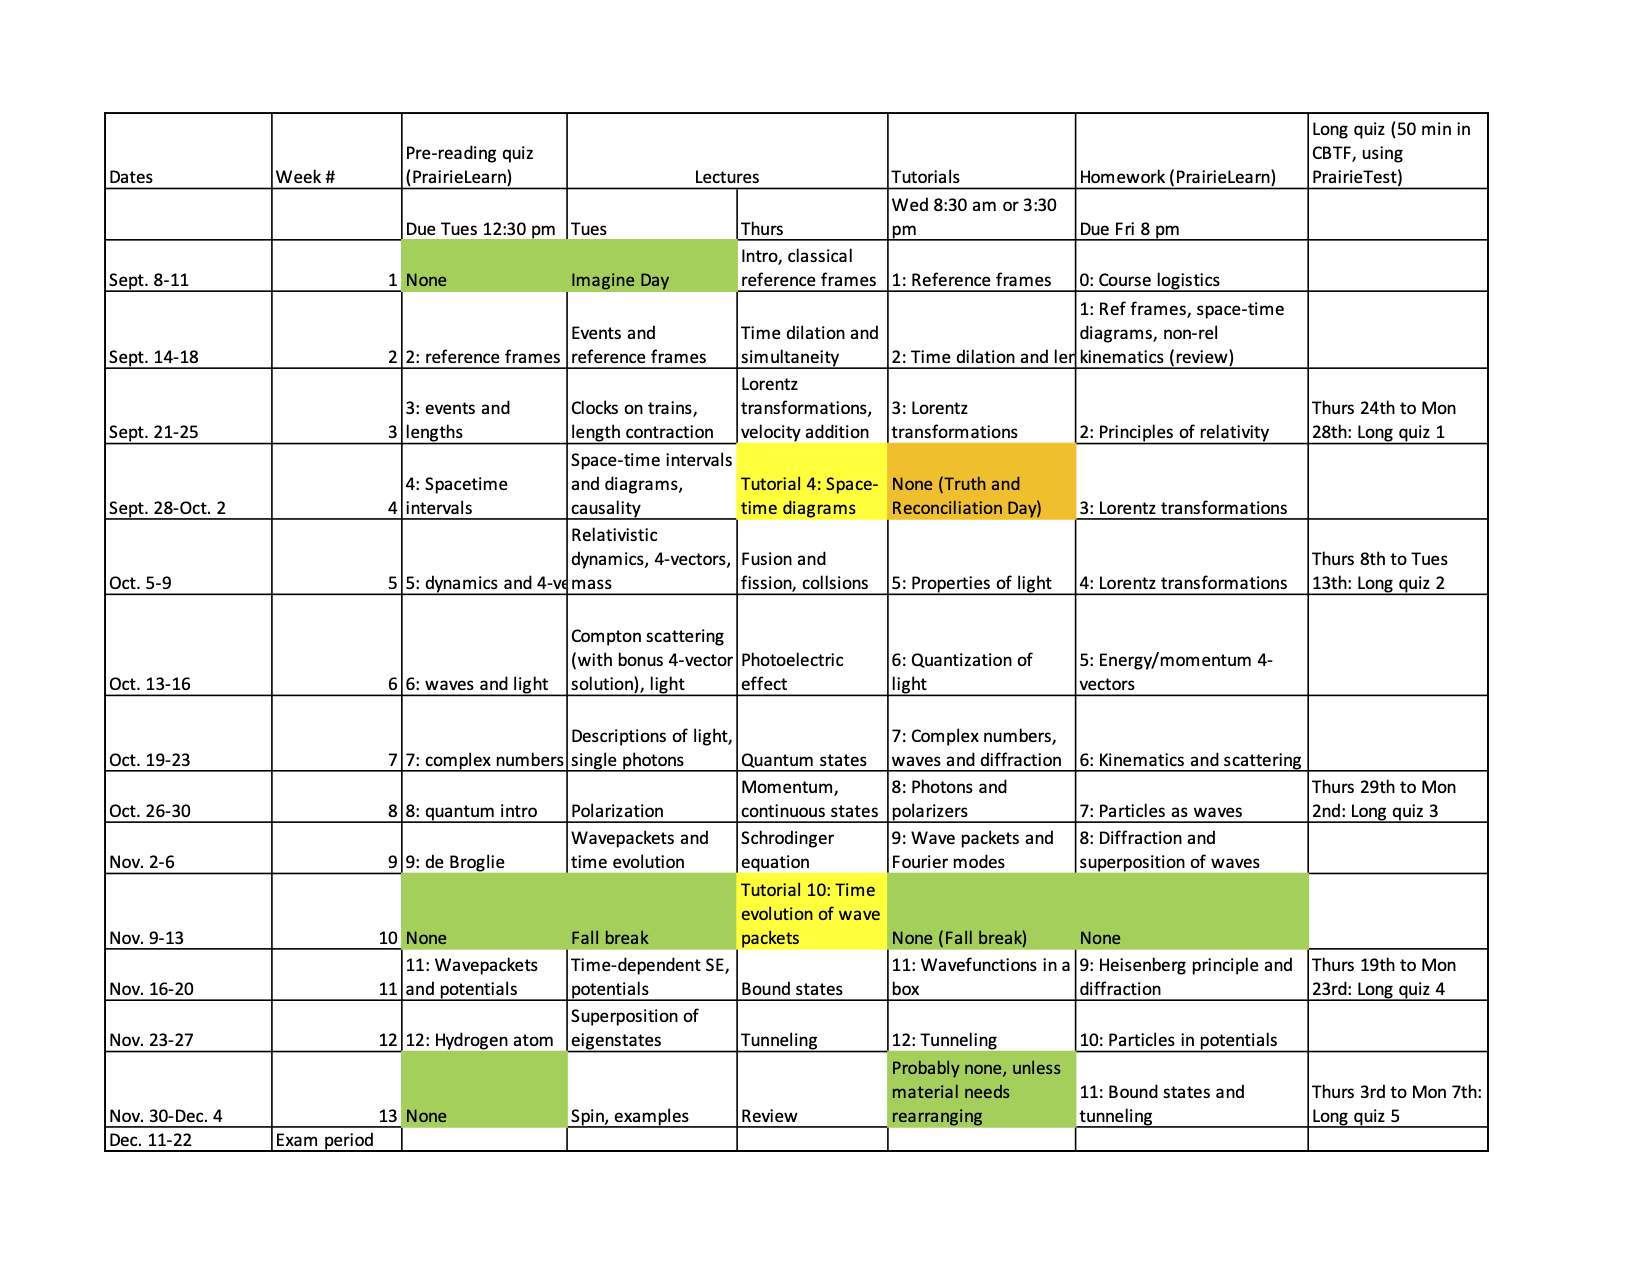 Dates
Week #
Pre-reading quiz
(PrairieLearn)
Lectures
Tutorials
Homework (PrairieLearn)
Long quiz (50 min in
CBTF, using
PrairieTest)
Due Tues 12:30 pm
Tues
Thurs
Wed 8:30 am or 3:30
pm
Due Fri 8 pm
Sept. 8-11
1
None
Imagine Day
Intro, classical
reference frames
1: Reference frames
0: Course logistics
Sept. 14-18
2
2: reference frames
Events and
reference frames
Time dilation and
simultaneity
2: Time dilation and ler
1: Ref frames, space-time
diagrams, non-rel
kinematics (review)
Sept. 21-25
3
3: events and
lengths
Clocks on trains,
length contraction
Lorentz
transformations,
velocity addition
3: Lorentz
transformations
2: Principles of relativity
Thurs 24th to Mon
28th: Long quiz 1
Sept. 28-Oct. 2
4
4: Spacetime
intervals
Space-time intervals
and diagrams,
causality
Tutorial 4: Space-
time diagrams
None (Truth and
Reconciliation Day)
3: Lorentz transformations
Oct. 5-9
5
5: dynamics and 4-ve
Relativistic
dynamics, 4-vectors,
mass
Fusion and
fission, collsions
5: Properties of light
4: Lorentz transformations
Thurs 8th to Tues
13th: Long quiz 2
Oct. 13-16
6
6: waves and light
Compton scattering
(with bonus 4-vector
solution), light
Photoelectric
effect
6: Quantization of
light
5: Energy/momentum 4-
vectors
Oct. 19-23
7
7: complex numbers
Descriptions of light,
single photons
Quantum states
7: Complex numbers,
waves and diffraction
6: Kinematics and scattering
Oct. 26-30
8
8: quantum intro
Polarization
Momentum,
continuous states
8: Photons and
polarizers
7: Particles as waves
Thurs 29th to Mon
2nd: Long quiz 3
Nov. 2-6
9
9: de Broglie
Wavepackets and
time evolution
Schrodinger
equation
9: Wave packets and
Fourier modes
8: Diffraction and
superposition of waves
Nov. 9-13
10
None
Fall break
Tutorial 10: Time
evolution of wave
packets
None (Fall break)
None
Nov. 16-20
11
11: Wavepackets
and potentials
Time-dependent SE,
potentials
Bound states
11: Wavefunctions in a
box
9: Heisenberg principle and
diffraction
Thurs 19th to Mon
23rd: Long quiz 4
Nov. 23-27
12
12: Hydrogen atom
Superposition of
eigenstates
Tunneling
12: Tunneling
10: Particles in potentials
Nov. 30-Dec. 4
13
None
Spin, examples
Review
Probably none, unless
material needs
rearranging
11: Bound states and
tunneling
Thurs 3rd to Mon 7th:
Long quiz 5
Dec. 11-22
Exam period